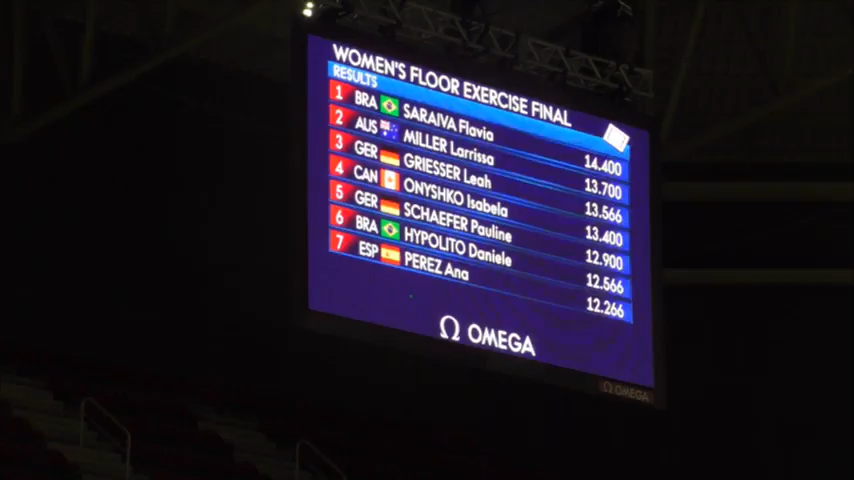 WOMEN'S FLOOR EXERCISE FINAL
RESULTS
1 BRA SARAIVA Flavia 14.400
2 AUS MILLER Larrissa 13.700
3 GER GRIESSER Leah 13.566
4 CAN ONYSHKO Isabela 13.400
5 GER SCHAEFER Pauline 12.900
6 BRA HYPOLITO Daniele 12.566
7 ESP PEREZ Ana 12.266
Ω OMEGA
Ω OMEGA